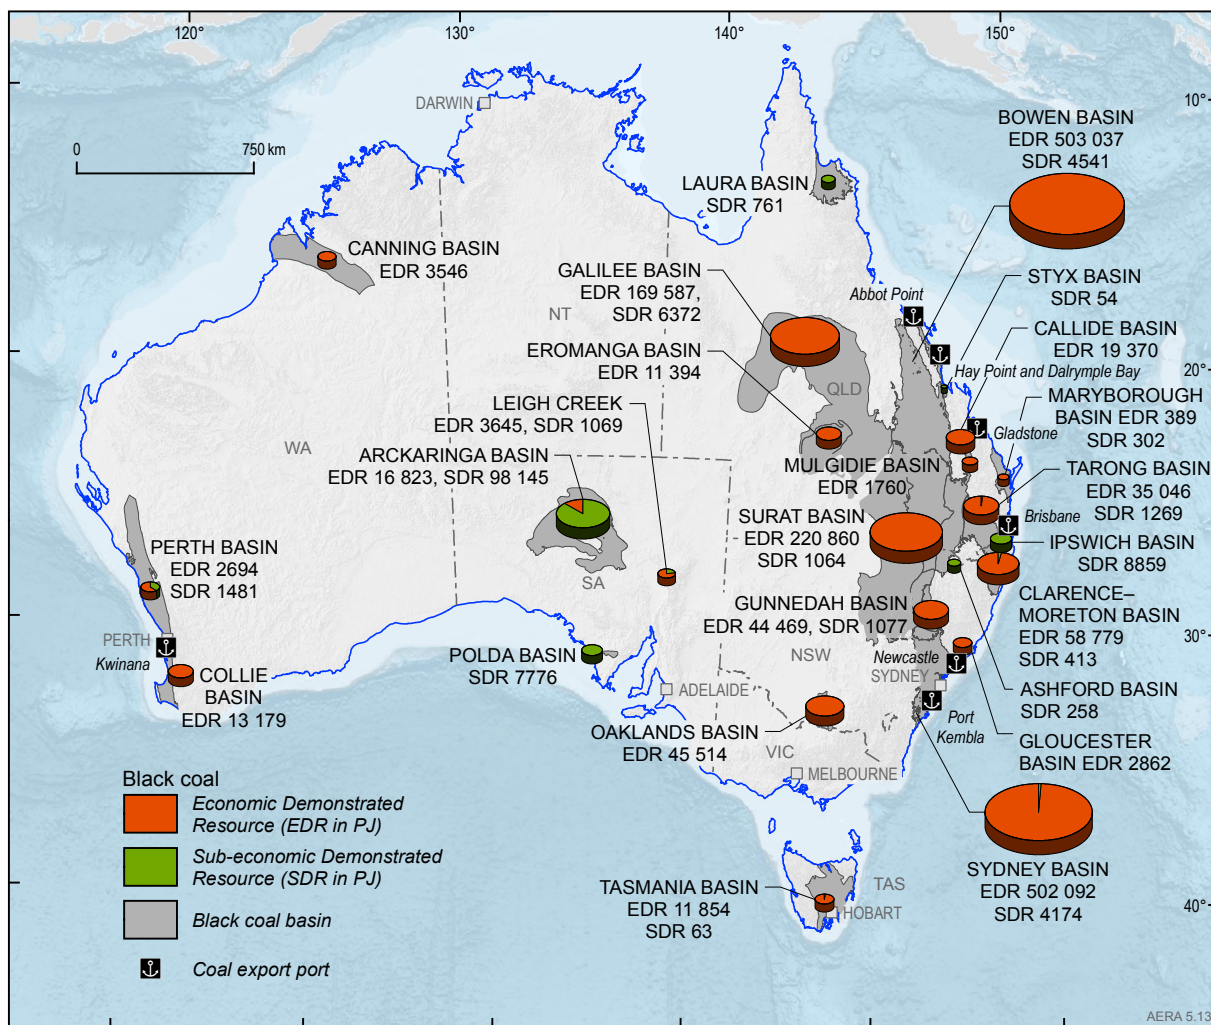 120°
130°
140°
150°
10°
20°
30°
40°
0
750 km
DARWIN
BOWEN BASIN
EDR 503 037
SDR 4541
LAURA BASIN
SDR 761
CANNING BASIN
EDR 3546
GALILEE BASIN
EDR 169 587,
SDR 6372
Abbot Point
STYX BASIN
SDR 54
NT
CALLIDE BASIN
EDR 19 370
EROMANGA BASIN
EDR 11 394
Hay Point and Dalrymple Bay
QLD
MARYBOROUGH
BASIN EDR 389
SDR 302
LEIGH CREEK
EDR 3645, SDR 1069
Gladstone
WA
ARCKARINGA BASIN
EDR 16 823, SDR 98 145
MULGIDIE BASIN
EDR 1760
TARONG BASIN
EDR 35 046
SDR 1269
SURAT BASIN
EDR 220 860
SDR 1064
Brisbane
IPSWICH BASIN
SDR 8859
PERTH BASIN
EDR 2694
SDR 1481
SA
GUNNEDAH BASIN
EDR 44 469, SDR 1077
CLARENCE–
MORETON BASIN
EDR 58 779
SDR 413
PERTH
Kwinana
POLDA BASIN
SDR 7776
NSW
Newcastle
SYDNEY
COLLIE
BASIN
EDR 13 179
ADELAIDE
ASHFORD BASIN
SDR 258
OAKLANDS BASIN
EDR 45 514
Port
Kembla
VIC
GLOUCESTER
BASIN EDR 2862
MELBOURNE
Black coal
Economic Demonstrated
Resource (EDR in PJ)
Sub-economic Demonstrated
Resource (SDR in PJ)
Black coal basin
Coal export port
SYDNEY BASIN
EDR 502 092
SDR 4174
TASMANIA BASIN
EDR 11 854
SDR 63
TAS
HOBART
AERA 5.13